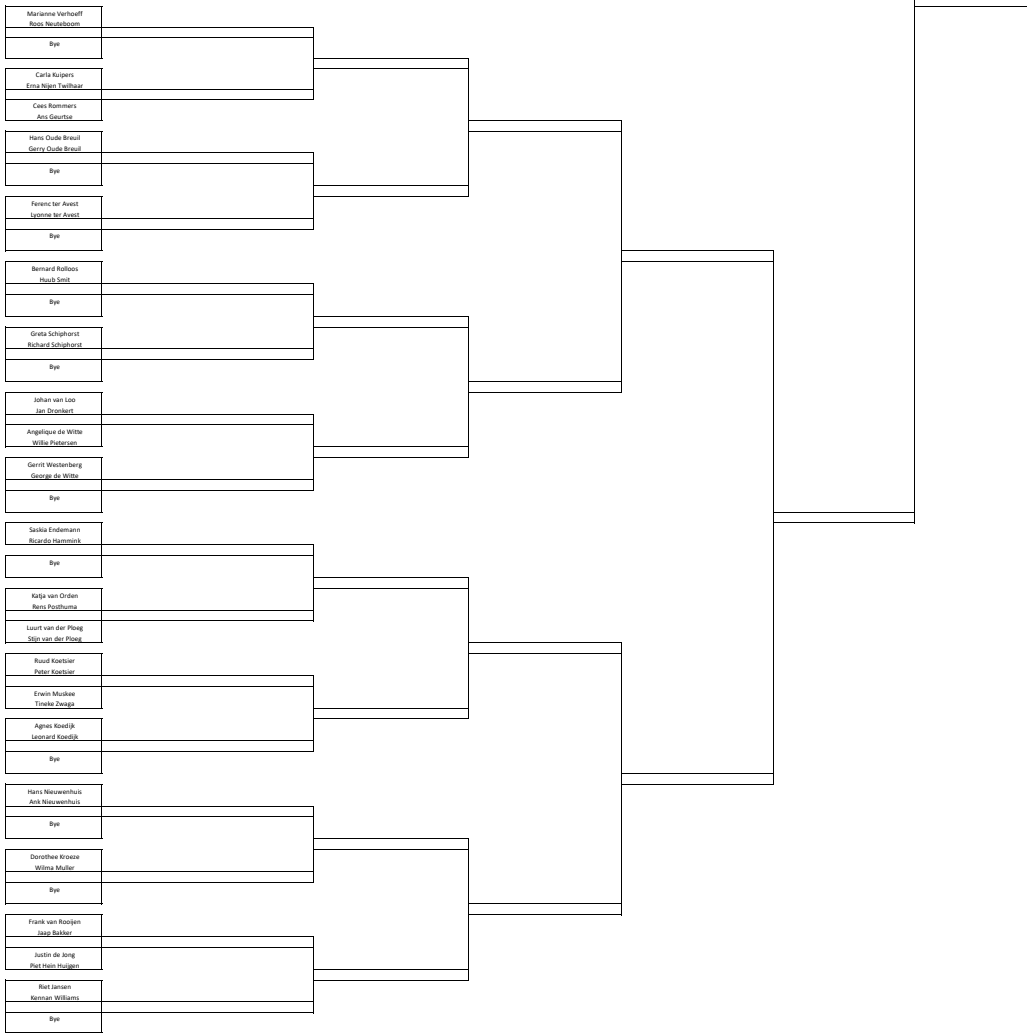 Marianne Verhoeff
Roos Neuteboom
Bye
Carla Kuipers
Erna Nijen Twilhaar
Cees Rommers
Ans Geurtse
Hans Oude Breuil
Gerry Oude Breuil
Bye
Ferenc ter Avest
Lyonne ter Avest
Bye
Bernard Rolloos
Huub Smit
Bye
Greta Schiphorst
Richard Schiphorst
Bye
Johan van Loo
Jan Dronkert
Angelique de Witte
Willie Pietersen
Gerrit Westenberg
George de Witte
Bye
Saskia Endemann
Ricardo Hammink
Bye
Katja van Orden
Rens Posthuma
Luurt van der Ploeg
Stijn van der Ploeg
Ruud Koetsier
Peter Koetsier
Erwin Muskee
Tineke Zwaga
Agnes Koedijk
Leonard Koedijk
Bye
Hans Nieuwenhuis
Ank Nieuwenhuis
Bye
Dorothee Kroeze
Wilma Muller
Bye
Frank van Rooijen
Jaap Bakker
Justin de Jong
Piet Hein Huijgen
Riet Jansen
Kennan Williams
Bye